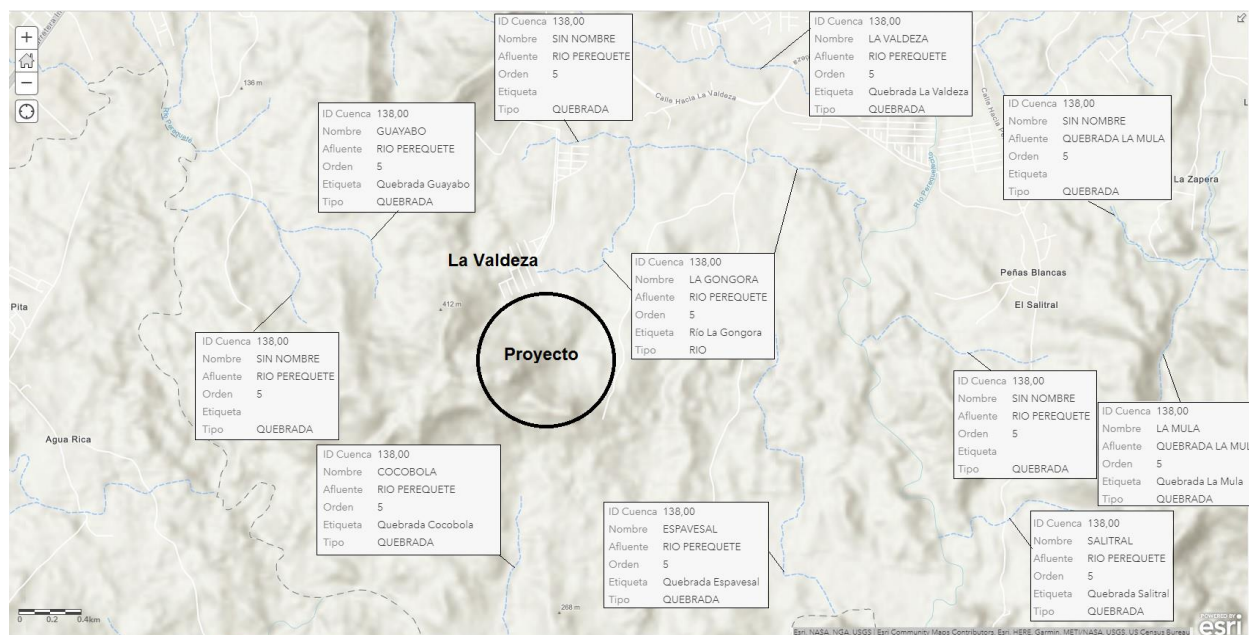 ID Cuenca 138,00
Nombre SIN NOMBRE
Afluente RIO PEREQUETE
Orden 5
Etiqueta
Tipo QUEBRADA
ID Cuenca 138,00
Nombre LA VALDEZA
Afluente RIO PEREQUETE
Orden 5
Etiqueta Quebrada La Valdeza
Tipo QUEBRADA
138 m
Calle Hacia La Valdeza
Calle Hacia
Río Perequete
ID Cuenca 138,00
Nombre GUAYABO
Afluente RIO PEREQUETE
Orden 5
Etiqueta Quebrada Guayabo
Tipo QUEBRADA
ID Cuenca 138,00
Nombre SIN NOMBRE
Afluente QUEBRADA LA MULA
Orden 5
Etiqueta
Tipo QUEBRADA
La Zapera
Río Perequete
La Valdeza
ID Cuenca 138,00
Nombre LA GONGORA
Afluente RIO PEREQUETE
Orden 5
Etiqueta Río La Gongora
Tipo RIO
Peñas Blancas
El Salitral
Pita
412 m
Proyecto
ID Cuenca 138,00
Nombre SIN NOMBRE
Afluente RIO PEREQUETE
Orden 5
Etiqueta
Tipo QUEBRADA
ID Cuenca 138,00
Nombre SIN NOMBRE
Afluente RIO PEREQUETE
Orden 5
Etiqueta
Tipo QUEBRADA
ID Cuenca 138,00
Nombre LA MULA
Afluente QUEBRADA LA MUL
Orden 5
Etiqueta Quebrada La Mula
Tipo QUEBRADA
Agua Rica
ID Cuenca 138,00
Nombre COCOBOLA
Afluente RIO PEREQUETE
Orden 5
Etiqueta Quebrada Cocobola
Tipo QUEBRADA
ID Cuenca 138,00
Nombre ESPAVESAL
Afluente RIO PEREQUETE
Orden 5
Etiqueta Quebrada Espavesal
Tipo QUEBRADA
ID Cuenca 138,00
Nombre SALITRAL
Afluente RIO PEREQUETE
Orden 5
Etiqueta Quebrada Salitral
Tipo QUEBRADA
268 m
0 0.2 0.4km
Esri, NASA, NGA, USGS | Esri Community Maps Contributors, Esri, HERE, Garmin, METI/NASA, USGS, US Census Bureau
POWERED BY
esri